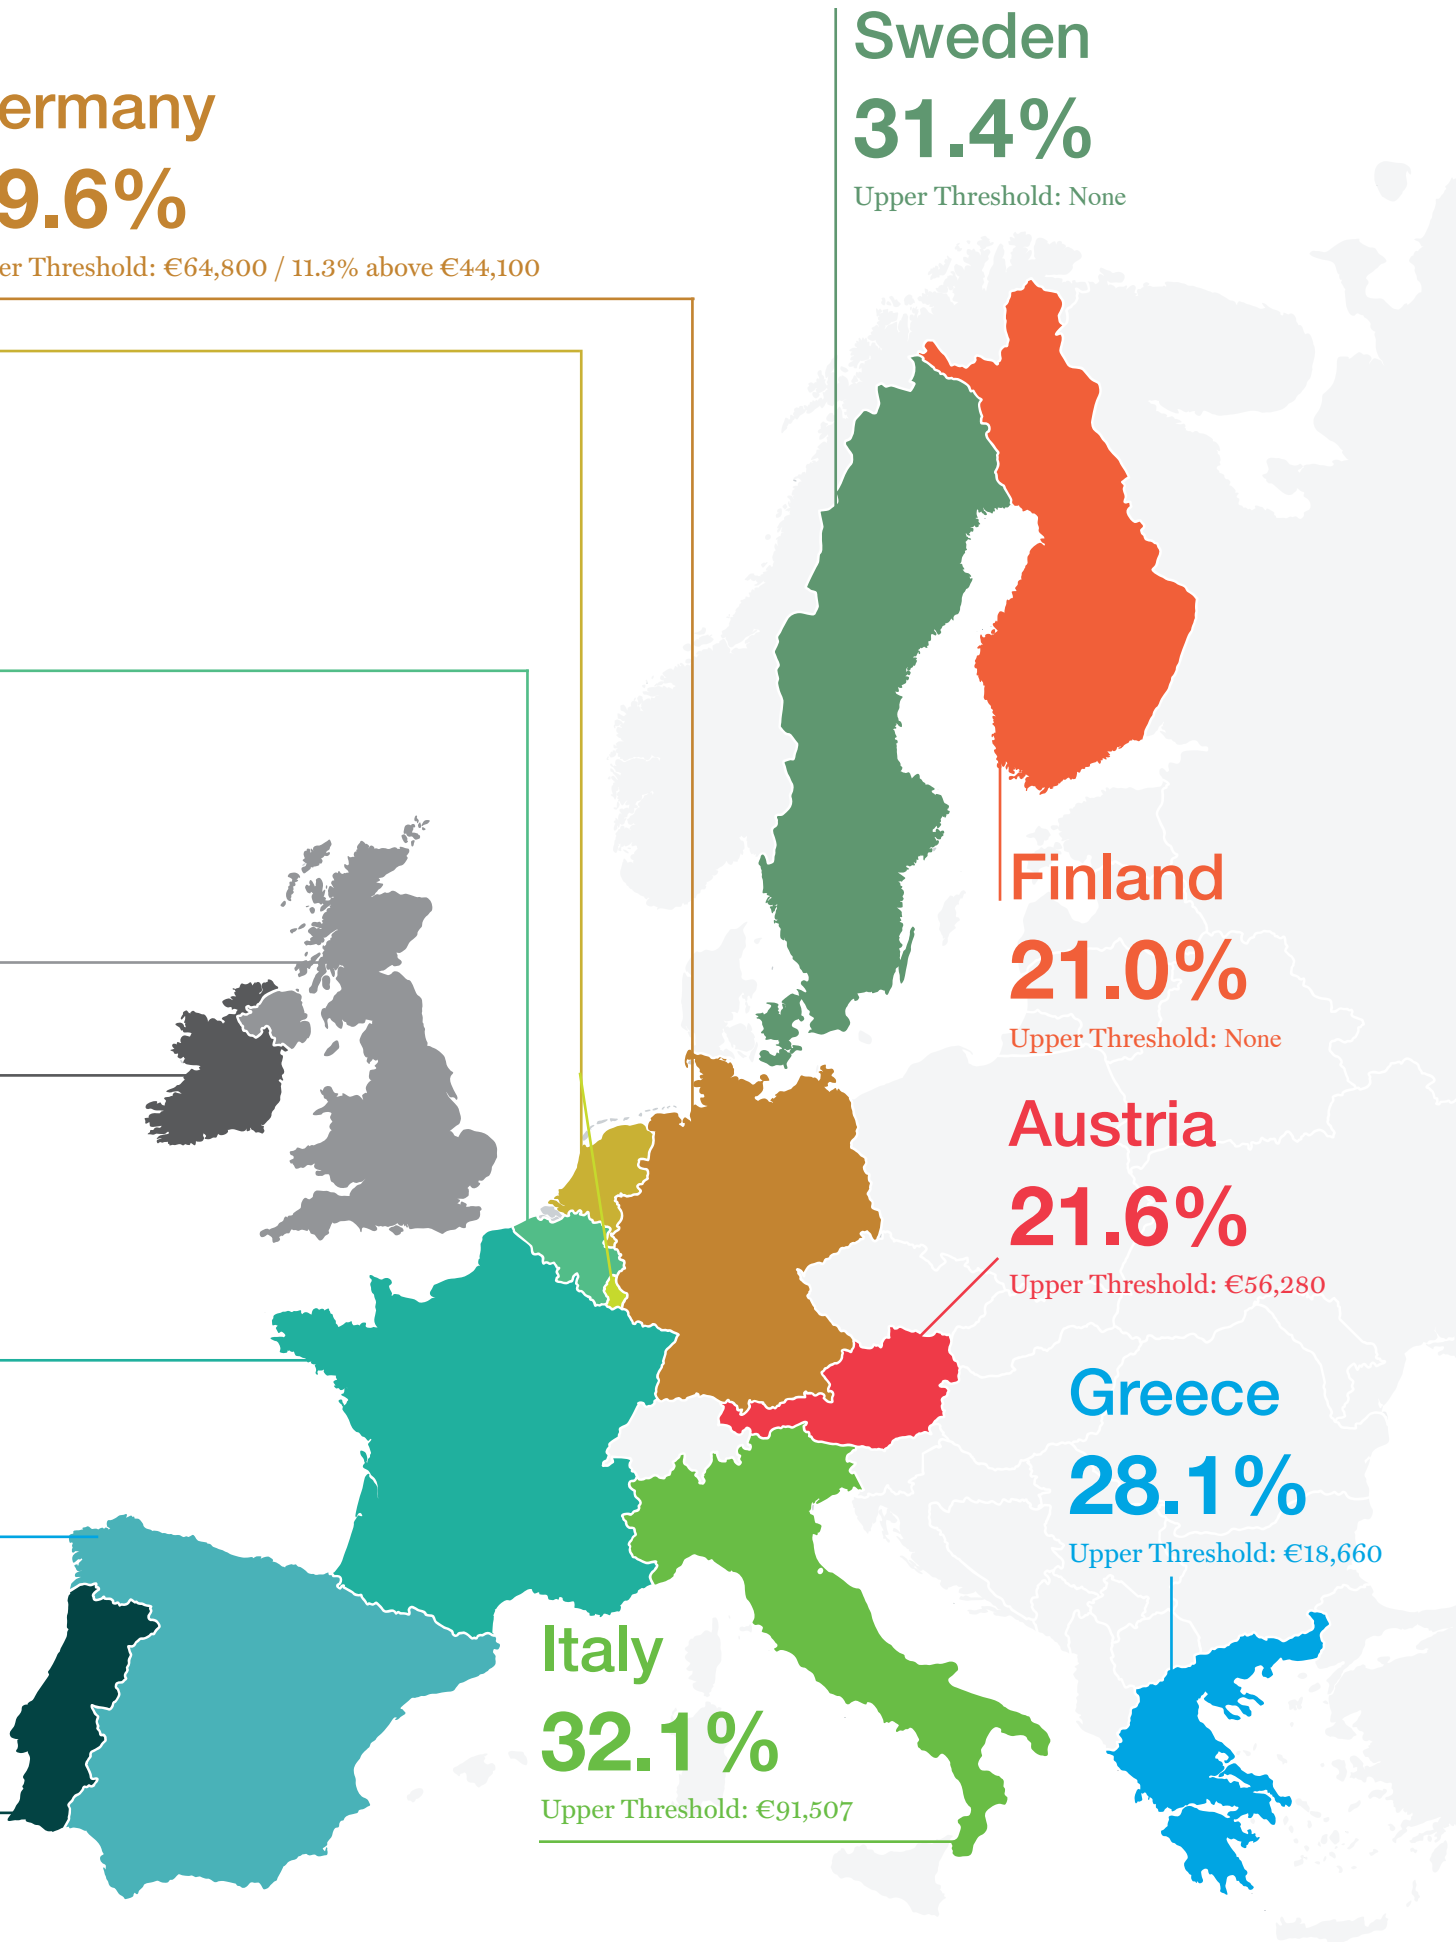 Sweden
31.4%
Upper Threshold: None
ermany
9.6%
er Threshold: €64,800 / 11.3% above €44,100
Finland
21.0%
Upper Threshold: None
Austria
21.6%
Upper Threshold: €56,280
Greece
28.1%
Upper Threshold: €18,660
Italy
32.1%
Upper Threshold: €91,507